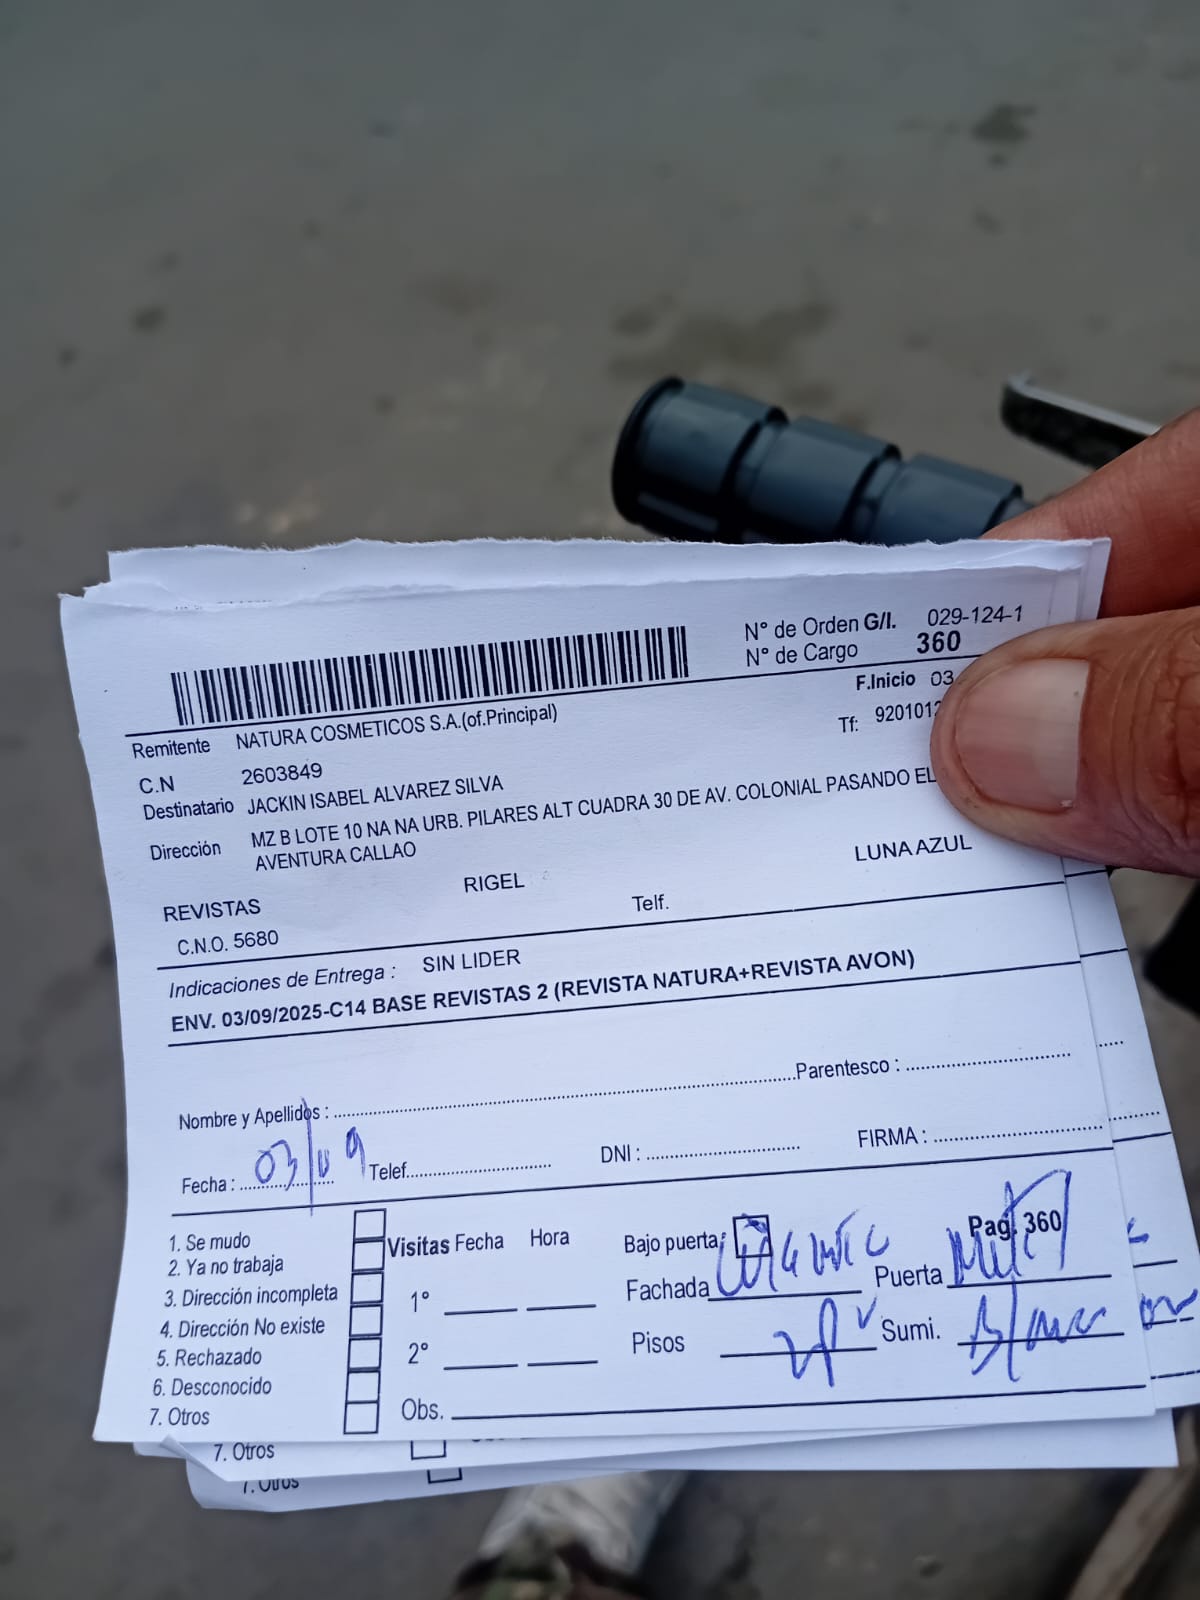 N° de Orden G/I. 029-124-1
N° de Cargo 360
F.Inicio 03
Remitente NATURA COSMETICOS S.A.(of.Principal)
Tf: 920101
C.N 2603849
Destinatario JACKIN ISABEL ALVAREZ SILVA
Dirección MZ B LOTE 10 NA NA URB. PILARES ALT CUADRA 30 DE AV. COLONIAL PASANDO EL
AVENTURA CALLAO
REVISTAS RIGEL LUNA AZUL
C.N.O. 5680 Telf.
Indicaciones de Entrega : SIN LIDER
ENV. 03/09/2025-C14 BASE REVISTAS 2 (REVISTA NATURA+REVISTA AVON)
Nombre y Apellidos : Parentesco :
Fecha : 03/09 Telef. DNI : FIRMA :
1. Se mudo
2. Ya no trabaja
3. Dirección incompleta
4. Dirección No existe
5. Rechazado
6. Desconocido
7. Otros
Visitas Fecha Hora
1°
2°
Obs.
Bajo puerta: Pag. 360
Fachada Puerta
Pisos Sumi. Blanco
7. Otros
7. Otros